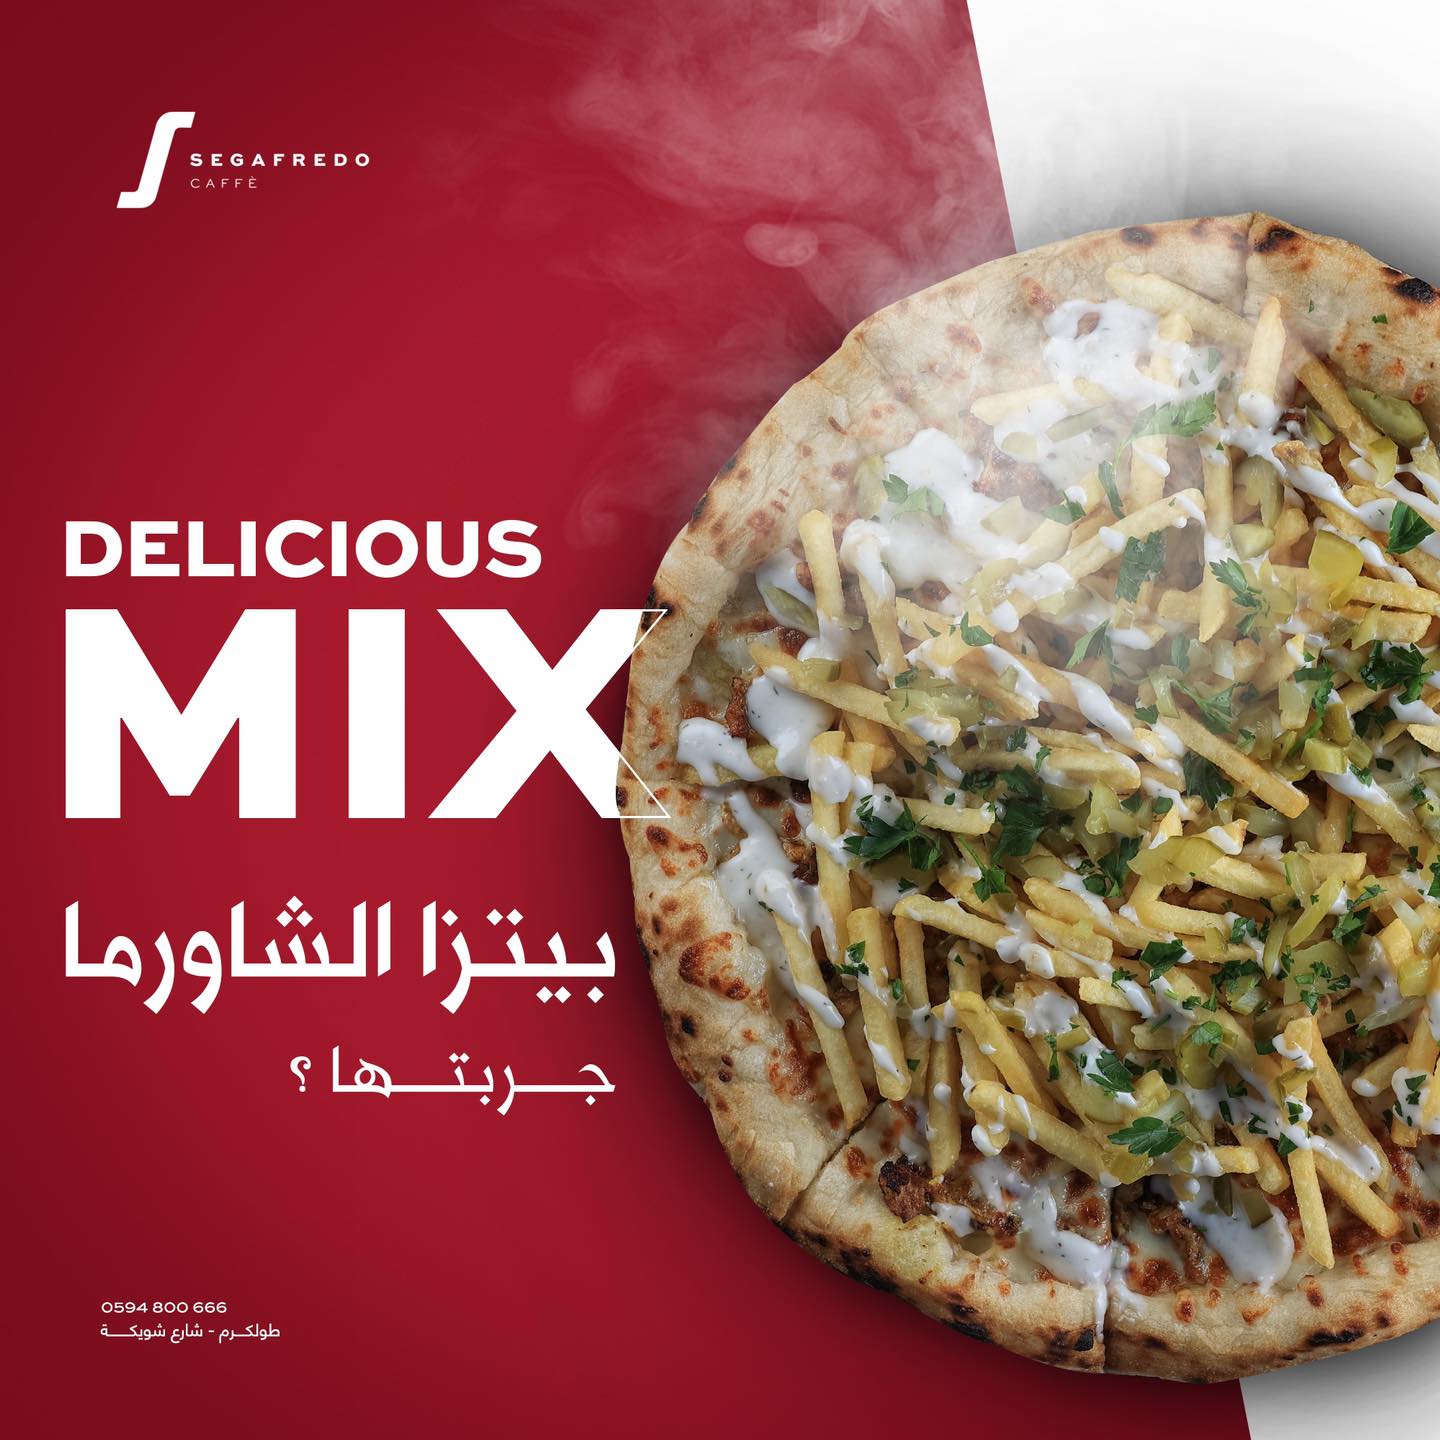 SEGAFREDO
CAFFÈ
DELICIOUS
MIX
بيتزا الشاورما
جربتها ؟
0594 800 666
طولكرم - شارع شويكة